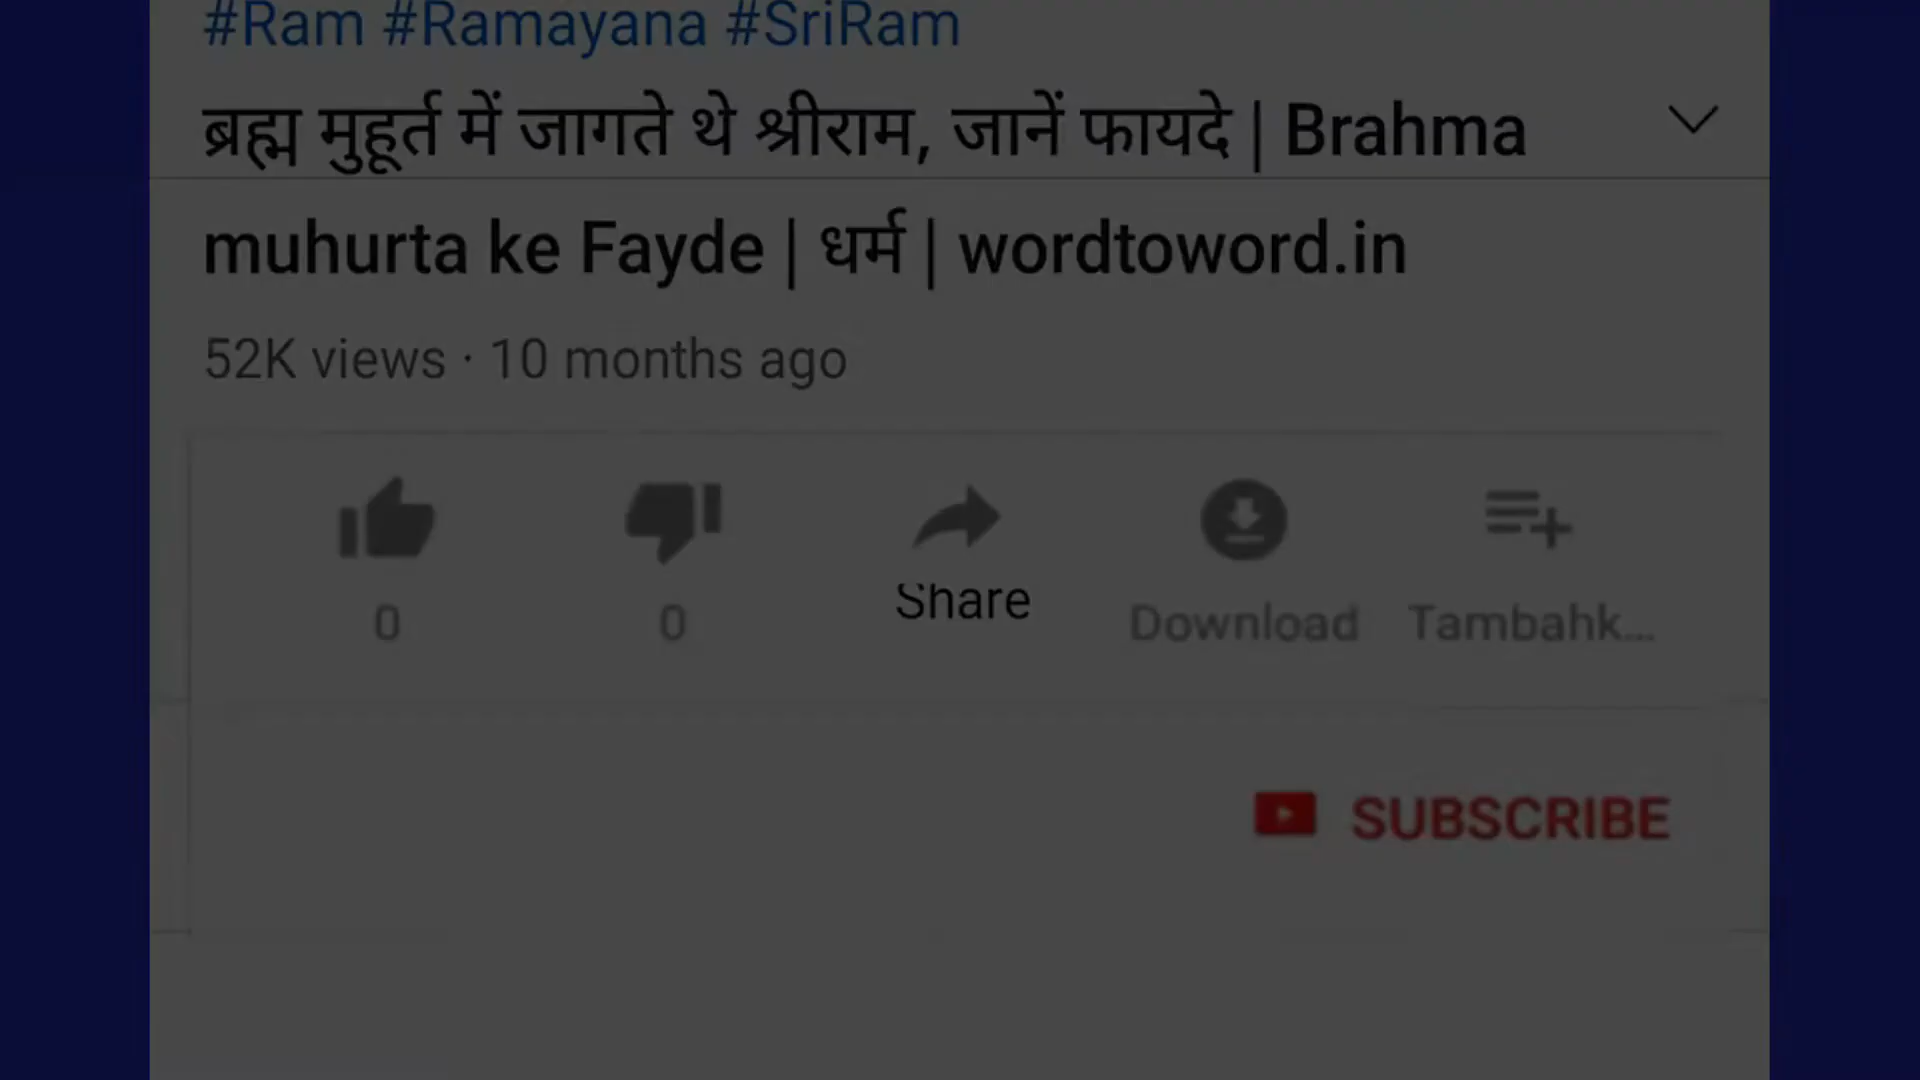 #Ram #Ramayana #SriRam
ब्रह्म मुहूर्त में जागते थे श्रीराम, जानें फायदे | Brahma
muhurta ke Fayde | धर्म | wordtoword.in
52K views · 10 months ago
0 0 Share Download Tambahk...
SUBSCRIBE